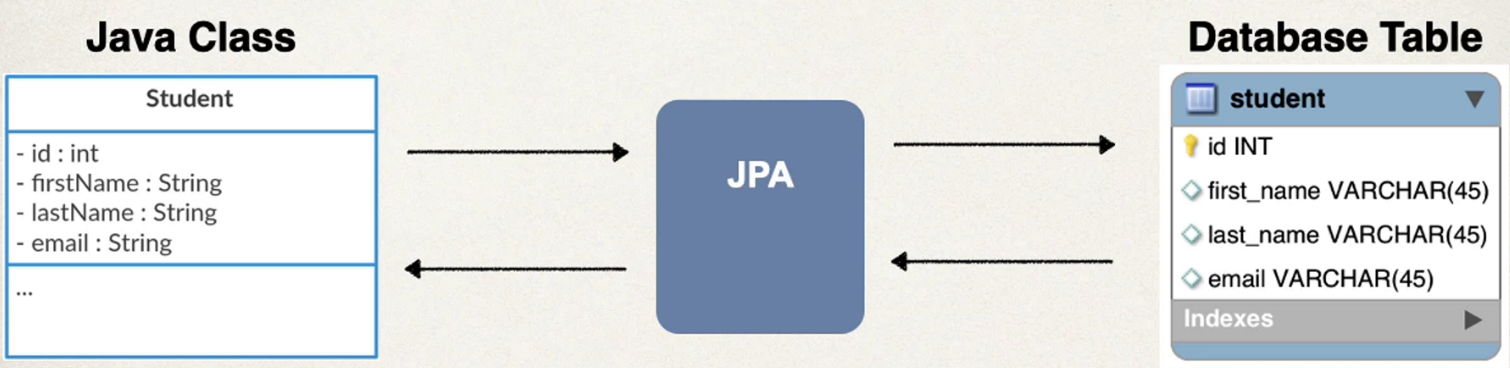 Java Class
Student
- id : int
- firstName : String
- lastName : String
- email : String
...
JPA
Database Table
student
id INT
first_name VARCHAR(45)
last_name VARCHAR(45)
email VARCHAR(45)
Indexes